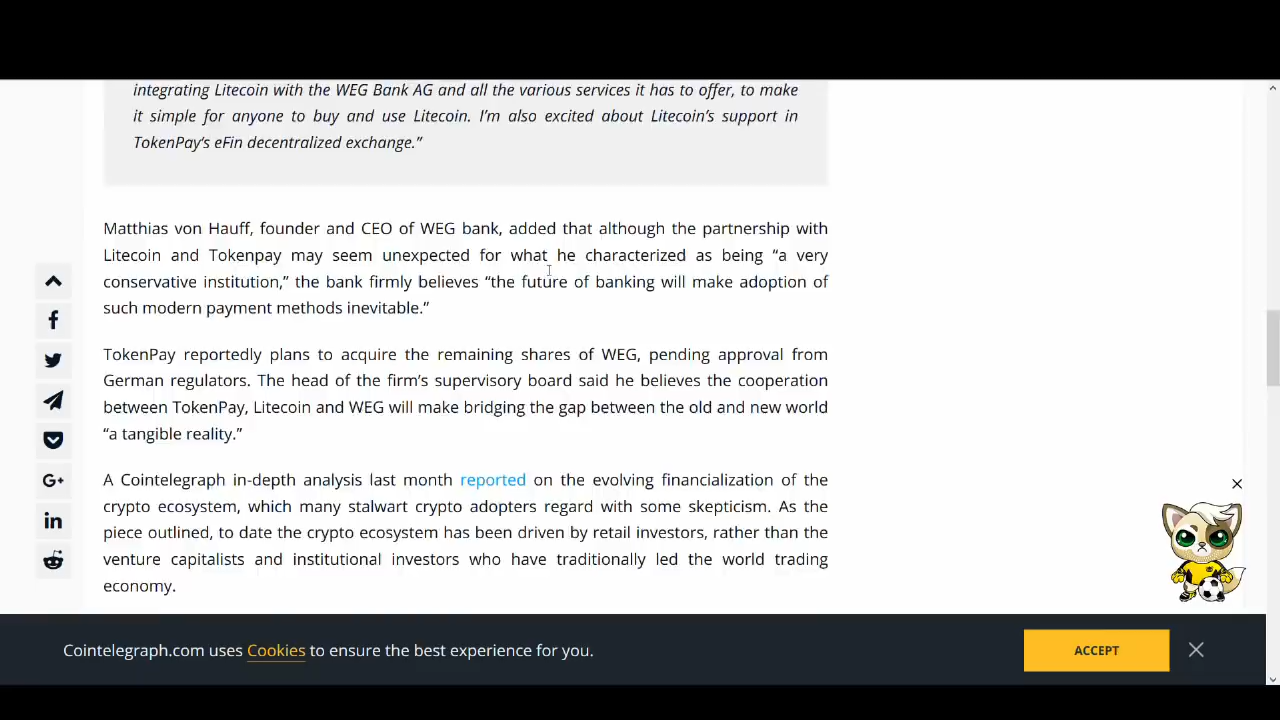 integrating Litecoin with the WEG Bank AG and all the various services it has to offer, to make
it simple for anyone to buy and use Litecoin. I’m also excited about Litecoin’s support in
TokenPay’s eFin decentralized exchange.”
Matthias von Hauff, founder and CEO of WEG bank, added that although the partnership with
Litecoin and Tokenpay may seem unexpected for what he characterized as being “a very
conservative institution,” the bank firmly believes “the future of banking will make adoption of
such modern payment methods inevitable.”
TokenPay reportedly plans to acquire the remaining shares of WEG, pending approval from
German regulators. The head of the firm’s supervisory board said he believes the cooperation
between TokenPay, Litecoin and WEG will make bridging the gap between the old and new world
“a tangible reality.”
A Cointelegraph in-depth analysis last month reported on the evolving financialization of the
crypto ecosystem, which many stalwart crypto adopters regard with some skepticism. As the
piece outlined, to date the crypto ecosystem has been driven by retail investors, rather than the
venture capitalists and institutional investors who have traditionally led the world trading
economy.
Cointelegraph.com uses Cookies to ensure the best experience for you.
ACCEPT